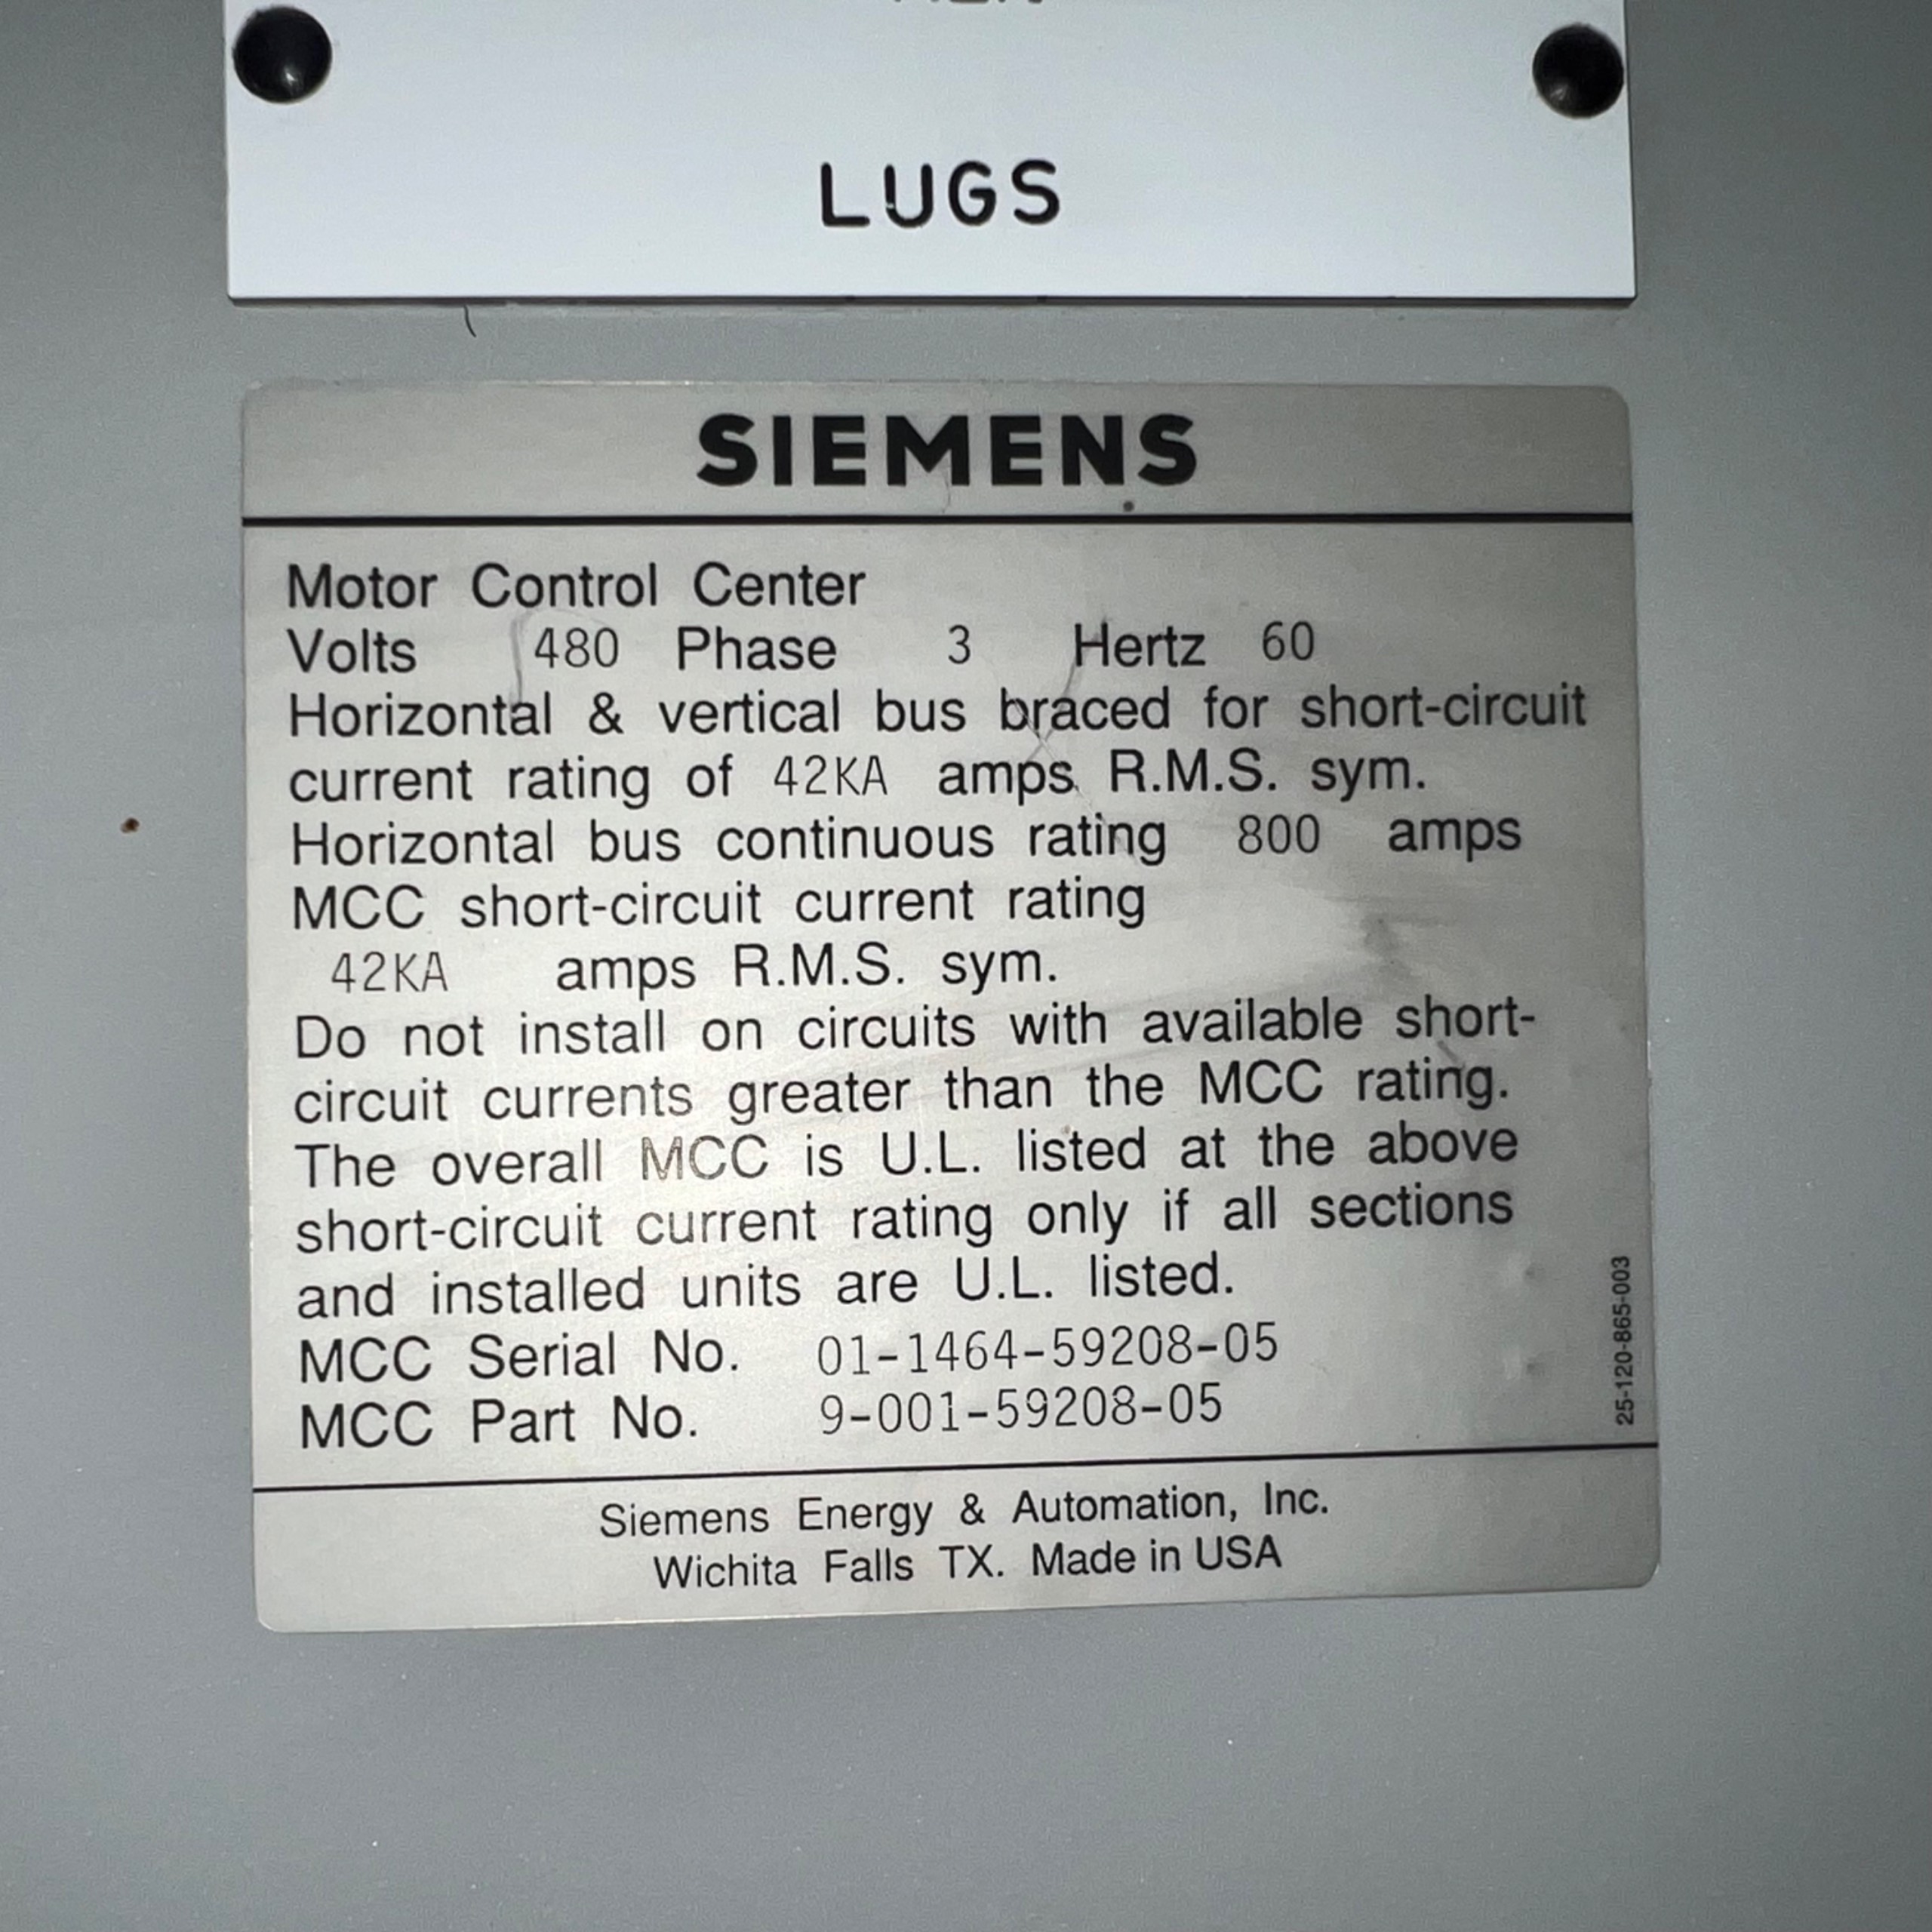 LUGS
SIEMENS
Motor Control Center
Volts 480 Phase 3 Hertz 60
Horizontal & vertical bus braced for short-circuit
current rating of 42KA amps R.M.S. sym.
Horizontal bus continuous rating 800 amps
MCC short-circuit current rating
42KA amps R.M.S. sym.
Do not install on circuits with available short-
circuit currents greater than the MCC rating.
The overall MCC is U.L. listed at the above
short-circuit current rating only if all sections
and installed units are U.L. listed.
MCC Serial No. 01-1464-59208-05
MCC Part No. 9-001-59208-05
25-120-865-003
Siemens Energy & Automation, Inc.
Wichita Falls TX. Made in USA